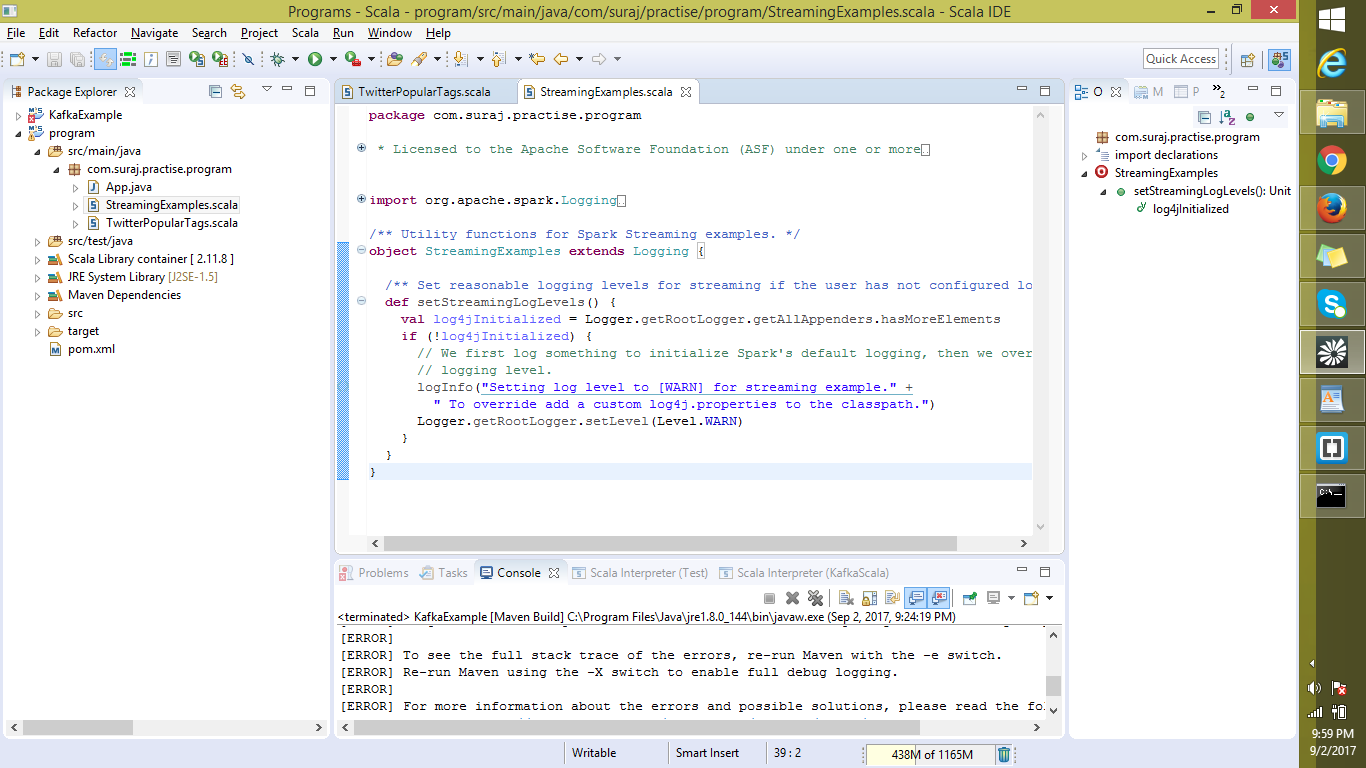 Programs - Scala - program/src/main/java/com/suraj/practise/program/StreamingExamples.scala - Scala IDE
File Edit Refactor Navigate Search Project Scala Run Window Help
Quick Access
Package Explorer
KafkaExample
program
src/main/java
com.suraj.practise.program
App.java
StreamingExamples.scala
TwitterPopularTags.scala
src/test/java
Scala Library container [ 2.11.8 ]
JRE System Library [J2SE-1.5]
Maven Dependencies
src
target
pom.xml
TwitterPopularTags.scala StreamingExamples.scala
package com.suraj.practise.program
* Licensed to the Apache Software Foundation (ASF) under one or more
import org.apache.spark.Logging
/** Utility functions for Spark Streaming examples. */
object StreamingExamples extends Logging {
/** Set reasonable logging levels for streaming if the user has not configured lo
def setStreamingLogLevels() {
val log4jInitialized = Logger.getRootLogger.getAllAppenders.hasMoreElements
if (!log4jInitialized) {
// We first log something to initialize Spark's default logging, then we over
// logging level.
logInfo("Setting log level to [WARN] for streaming example." +
" To override add a custom log4j.properties to the classpath.")
Logger.getRootLogger.setLevel(Level.WARN)
}
}
}
O M P 2
com.suraj.practise.program
import declarations
StreamingExamples
setStreamingLogLevels(): Unit
log4jInitialized
Problems Tasks Console Scala Interpreter (Test) Scala Interpreter (KafkaScala)
<terminated> KafkaExample [Maven Build] C:\Program Files\Java\jre1.8.0_144\bin\javaw.exe (Sep 2, 2017, 9:24:19 PM)
[ERROR]
[ERROR] To see the full stack trace of the errors, re-run Maven with the -e switch.
[ERROR] Re-run Maven using the -X switch to enable full debug logging.
[ERROR]
[ERROR] For more information about the errors and possible solutions, please read the fo
Writable Smart Insert 39 : 2 438M of 1165M
9:59 PM
9/2/2017